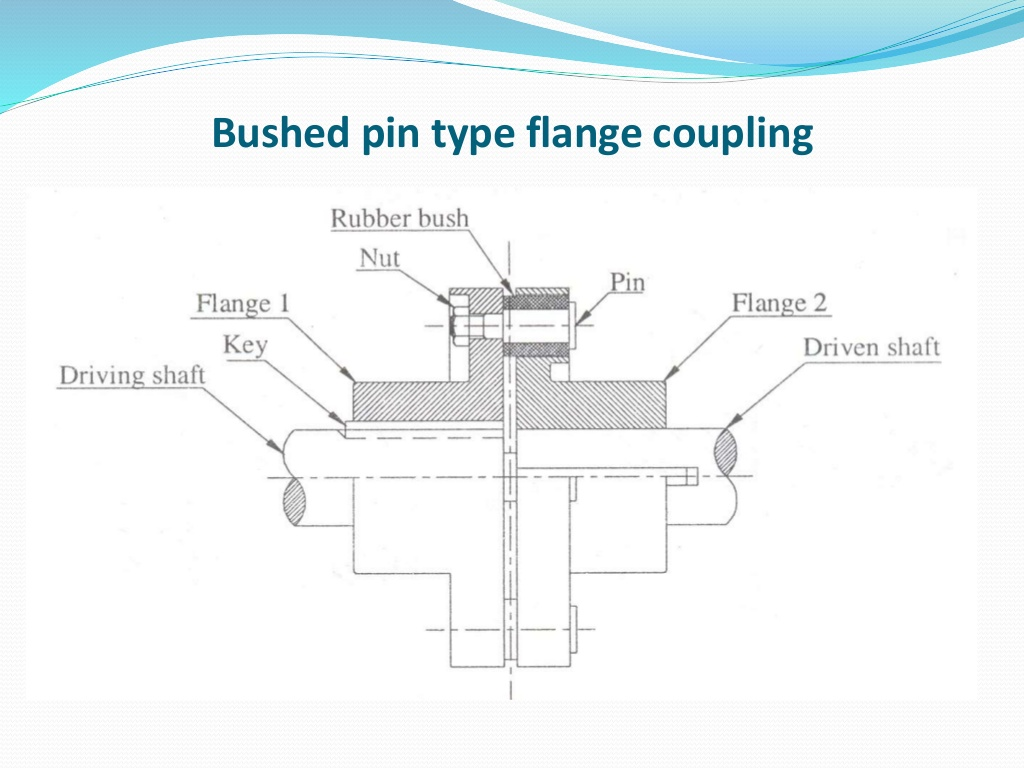 Bushed pin type flange coupling
Rubber bush
Nut
Pin
Flange 1
Flange 2
Key
Driven shaft
Driving shaft